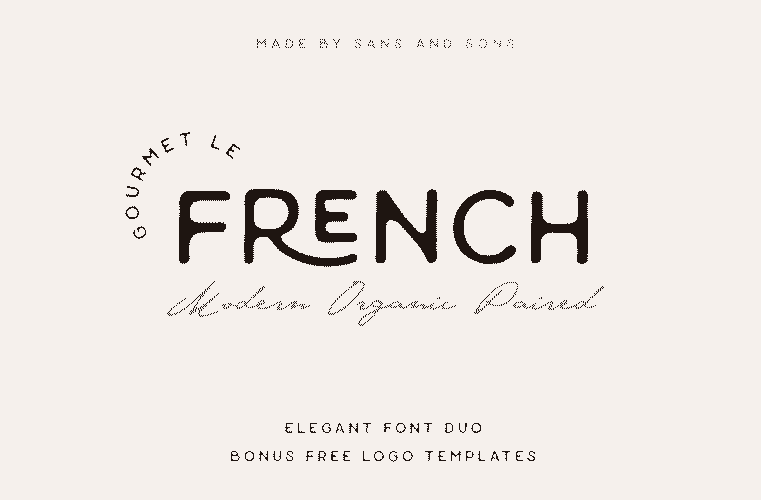 MADE BY SANS AND SONS
GOURMET LE
FRENCH
Modern Organic Paired
ELEGANT FONT DUO
BONUS FREE LOGO TEMPLATES